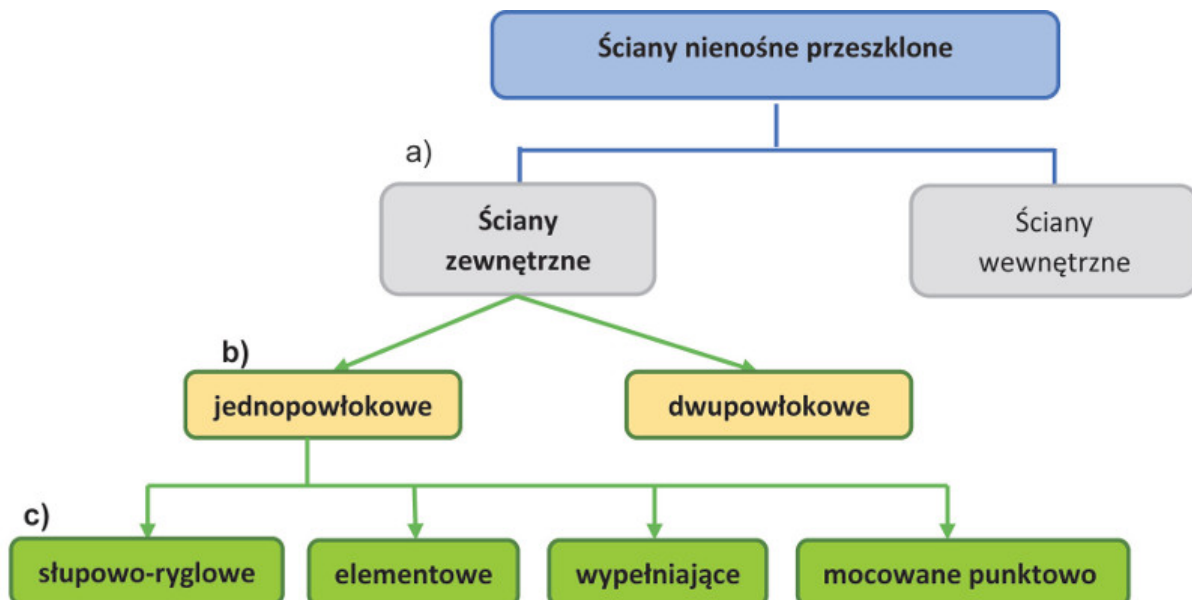 Ściany nienośne przeszklone
a)
Ściany
zewnętrzne
Ściany
wewnętrzne
b)
jednopowłokowe
dwupowłokowe
c)
słupowo-ryglowe
elementowe
wypełniające
mocowane punktowo